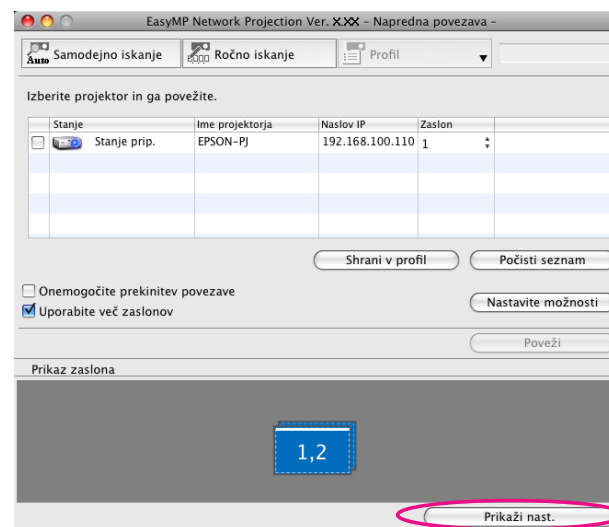 EasyMP Network Projection Ver. X.XX – Napredna povezava –
Auto Samodejno iskanje Ročno iskanje Profil
Izberite projektor in ga povežite.
Stanje Ime projektorja Naslov IP Zaslon
Stanje prip. EPSON-PJ 192.168.100.110 1
Shrani v profil Počisti seznam
Onemogočite prekinitev povezave
Uporabite več zaslonov
Nastavite možnosti
Poveži
Prikaz zaslona
1,2
Prikaži nast.